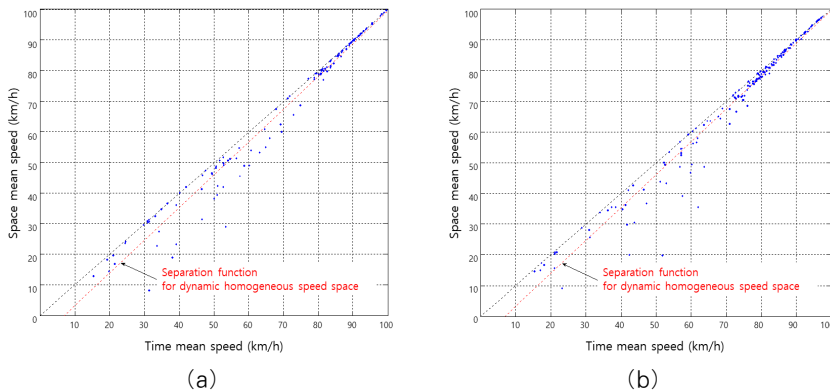 100
90
80
70
60
50
40
30
20
10
0
Space mean speed (km/h)
10 20 30 40 50 60 70 80 90 100
Time mean speed (km/h)
Separation function
for dynamic homogeneous speed space
(a)
100
90
80
70
60
50
40
30
20
10
0
Space mean speed (km/h)
10 20 30 40 50 60 70 80 90 100
Time mean speed (km/h)
Separation function
for dynamic homogeneous speed space
(b)